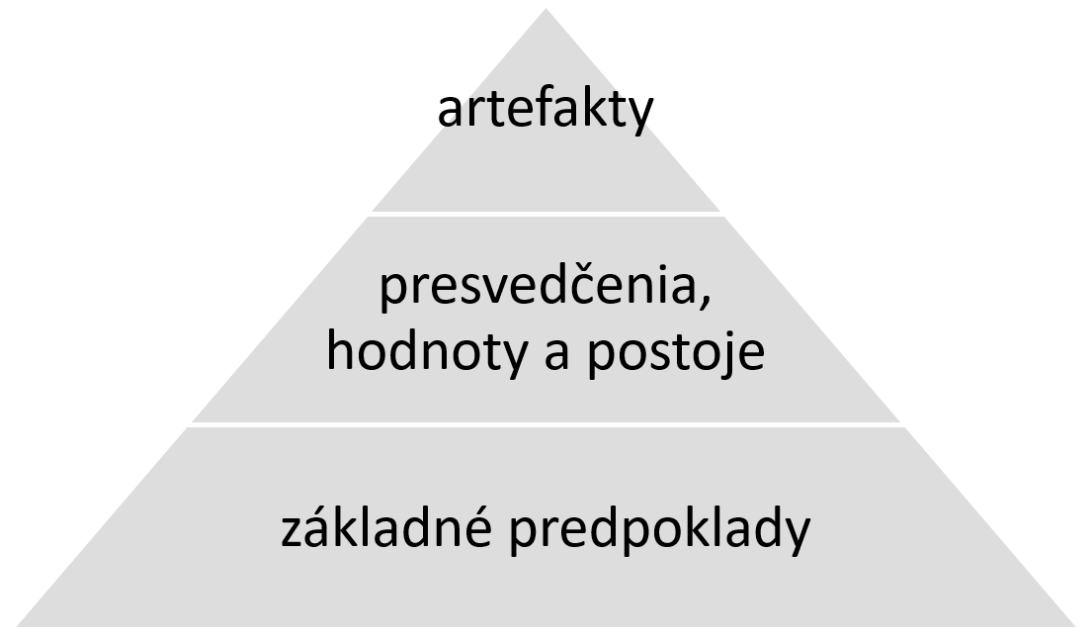 artefakty
presvedčenia,
hodnoty a postoje
základné predpoklady